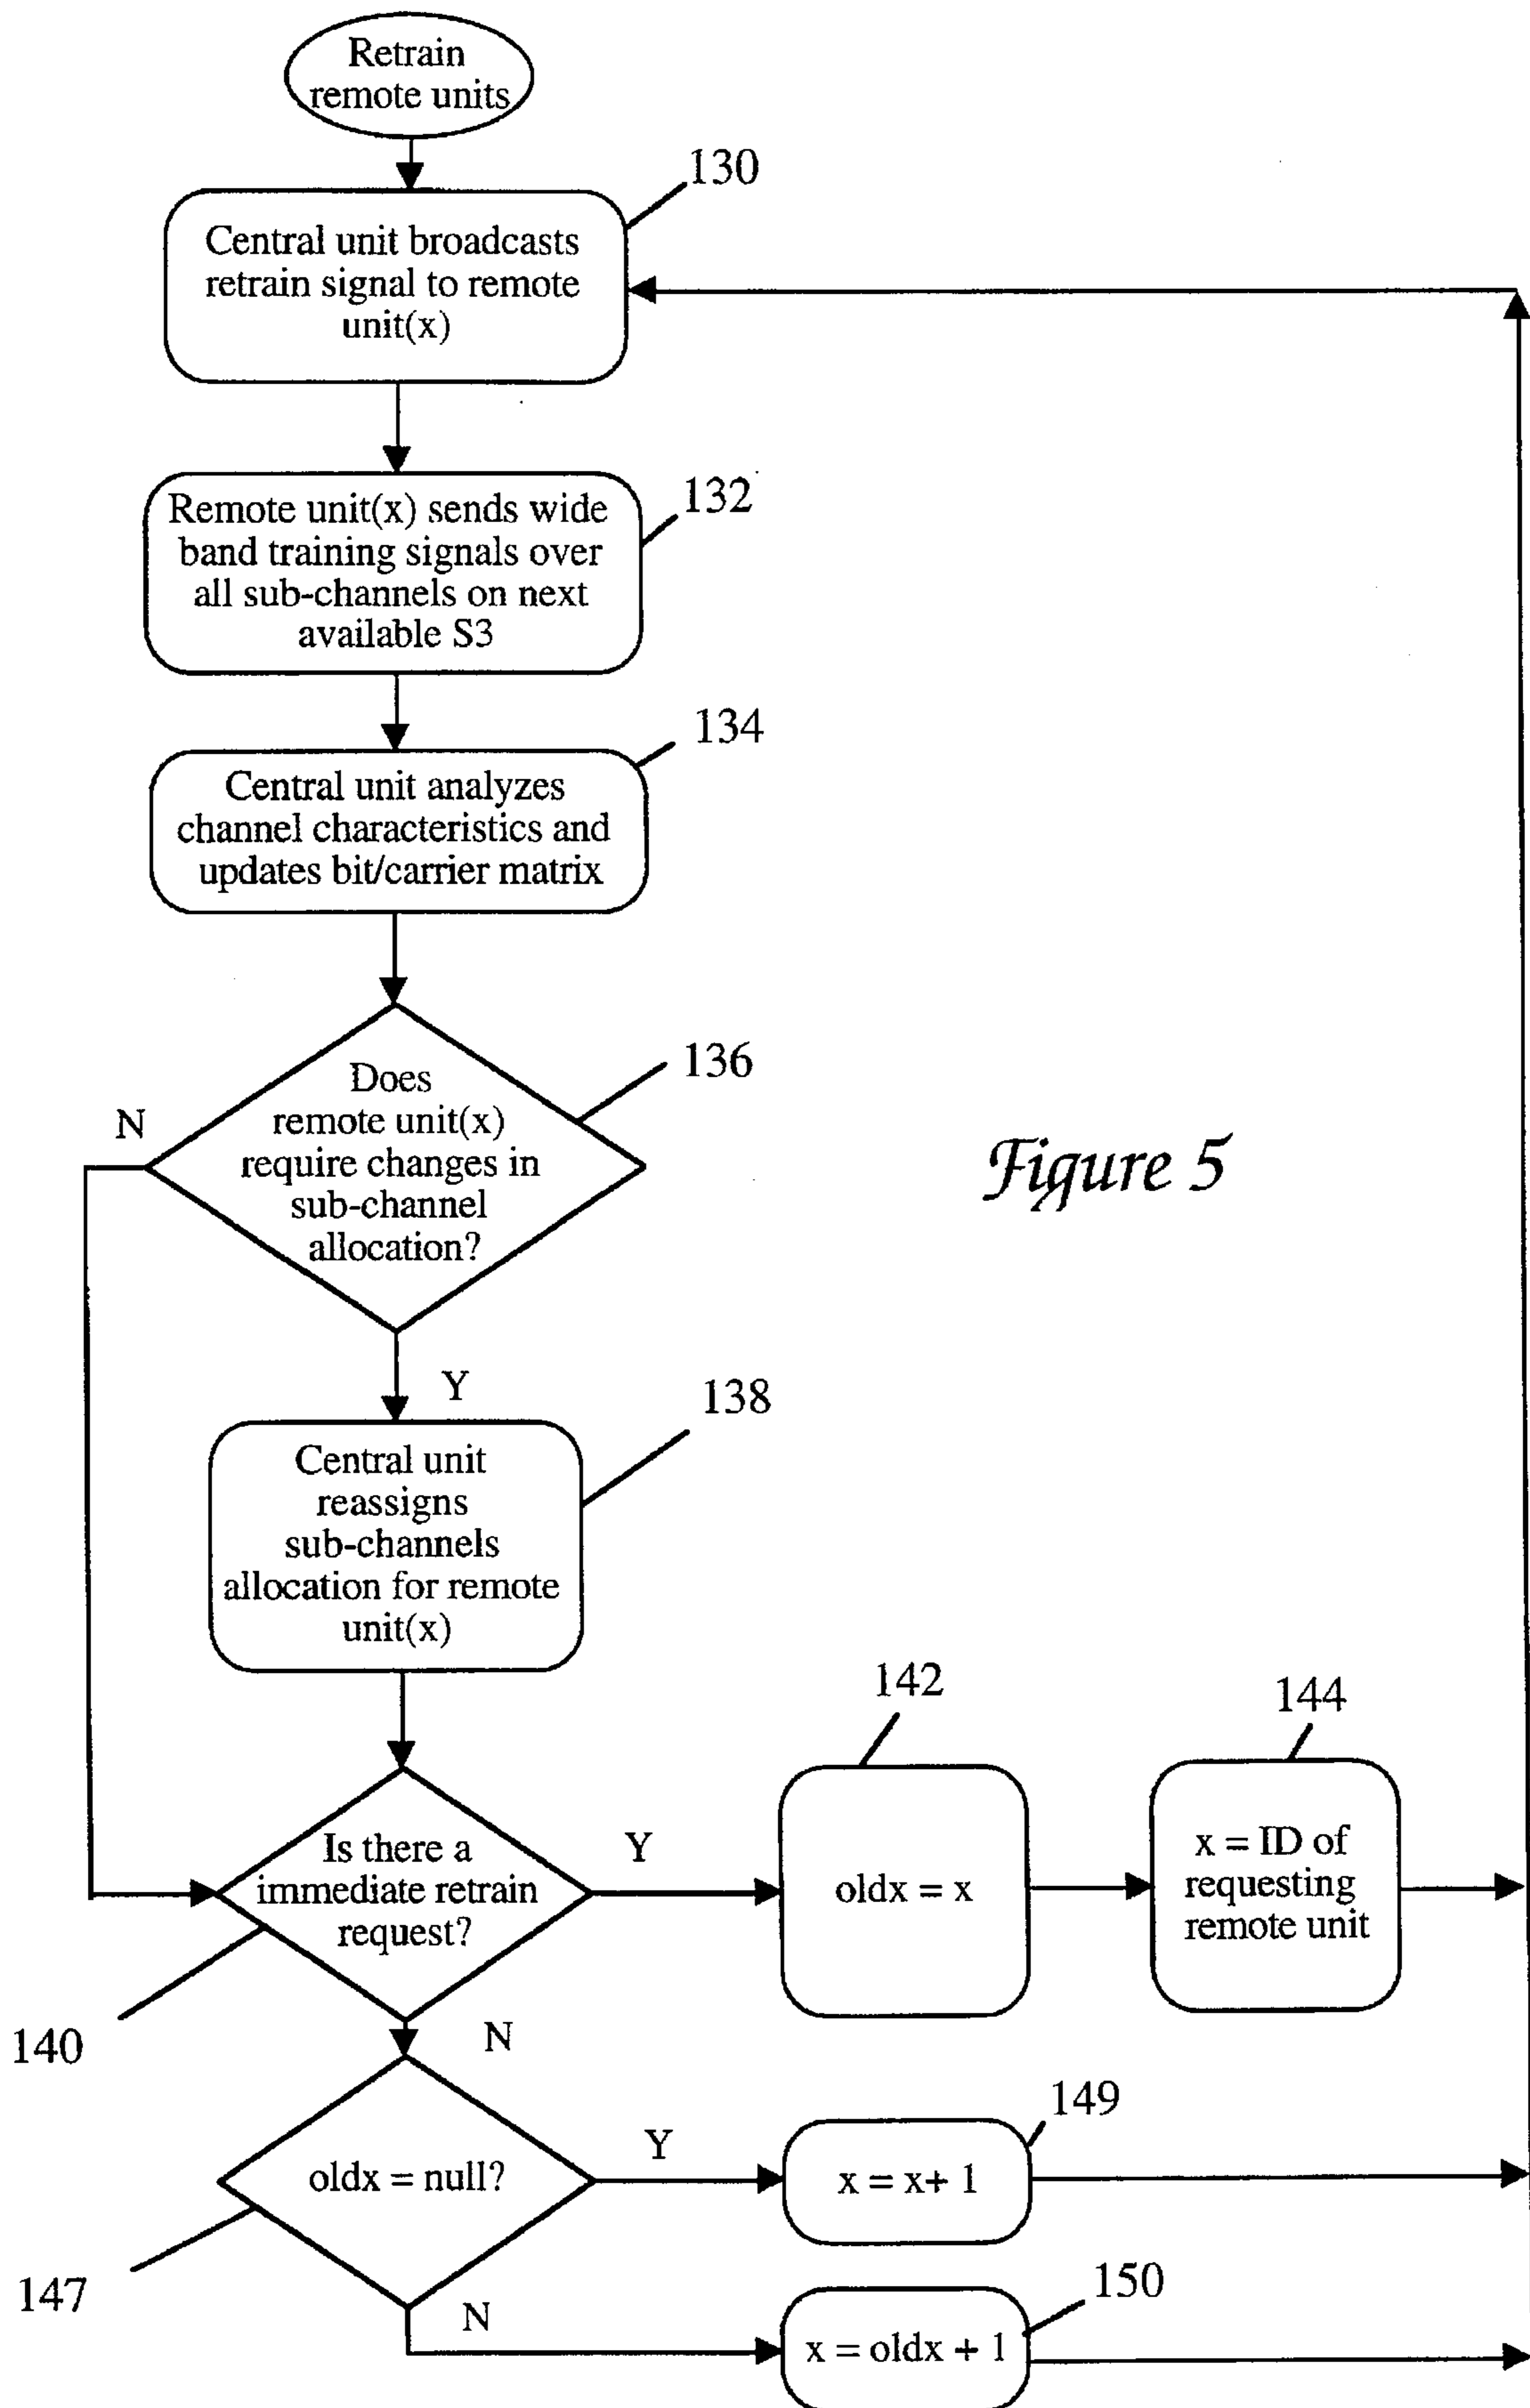 Retrain
remote units
130
Central unit broadcasts
retrain signal to remote
unit(x)
132
Remote unit(x) sends wide
band training signals over
all sub-channels on next
available S3
134
Central unit analyzes
channel characteristics and
updates bit/carrier matrix
136
Does
remote unit(x)
require changes in
sub-channel
allocation?
N
Figure 5
Y
138
Central unit
reassigns
sub-channels
allocation for remote
unit(x)
142
144
Is there a
immediate retrain
request?
Y
oldx = x
x = ID of
requesting
remote unit
140
N
149
oldx = null?
Y
x = x+ 1
147
N
150
x = oldx + 1